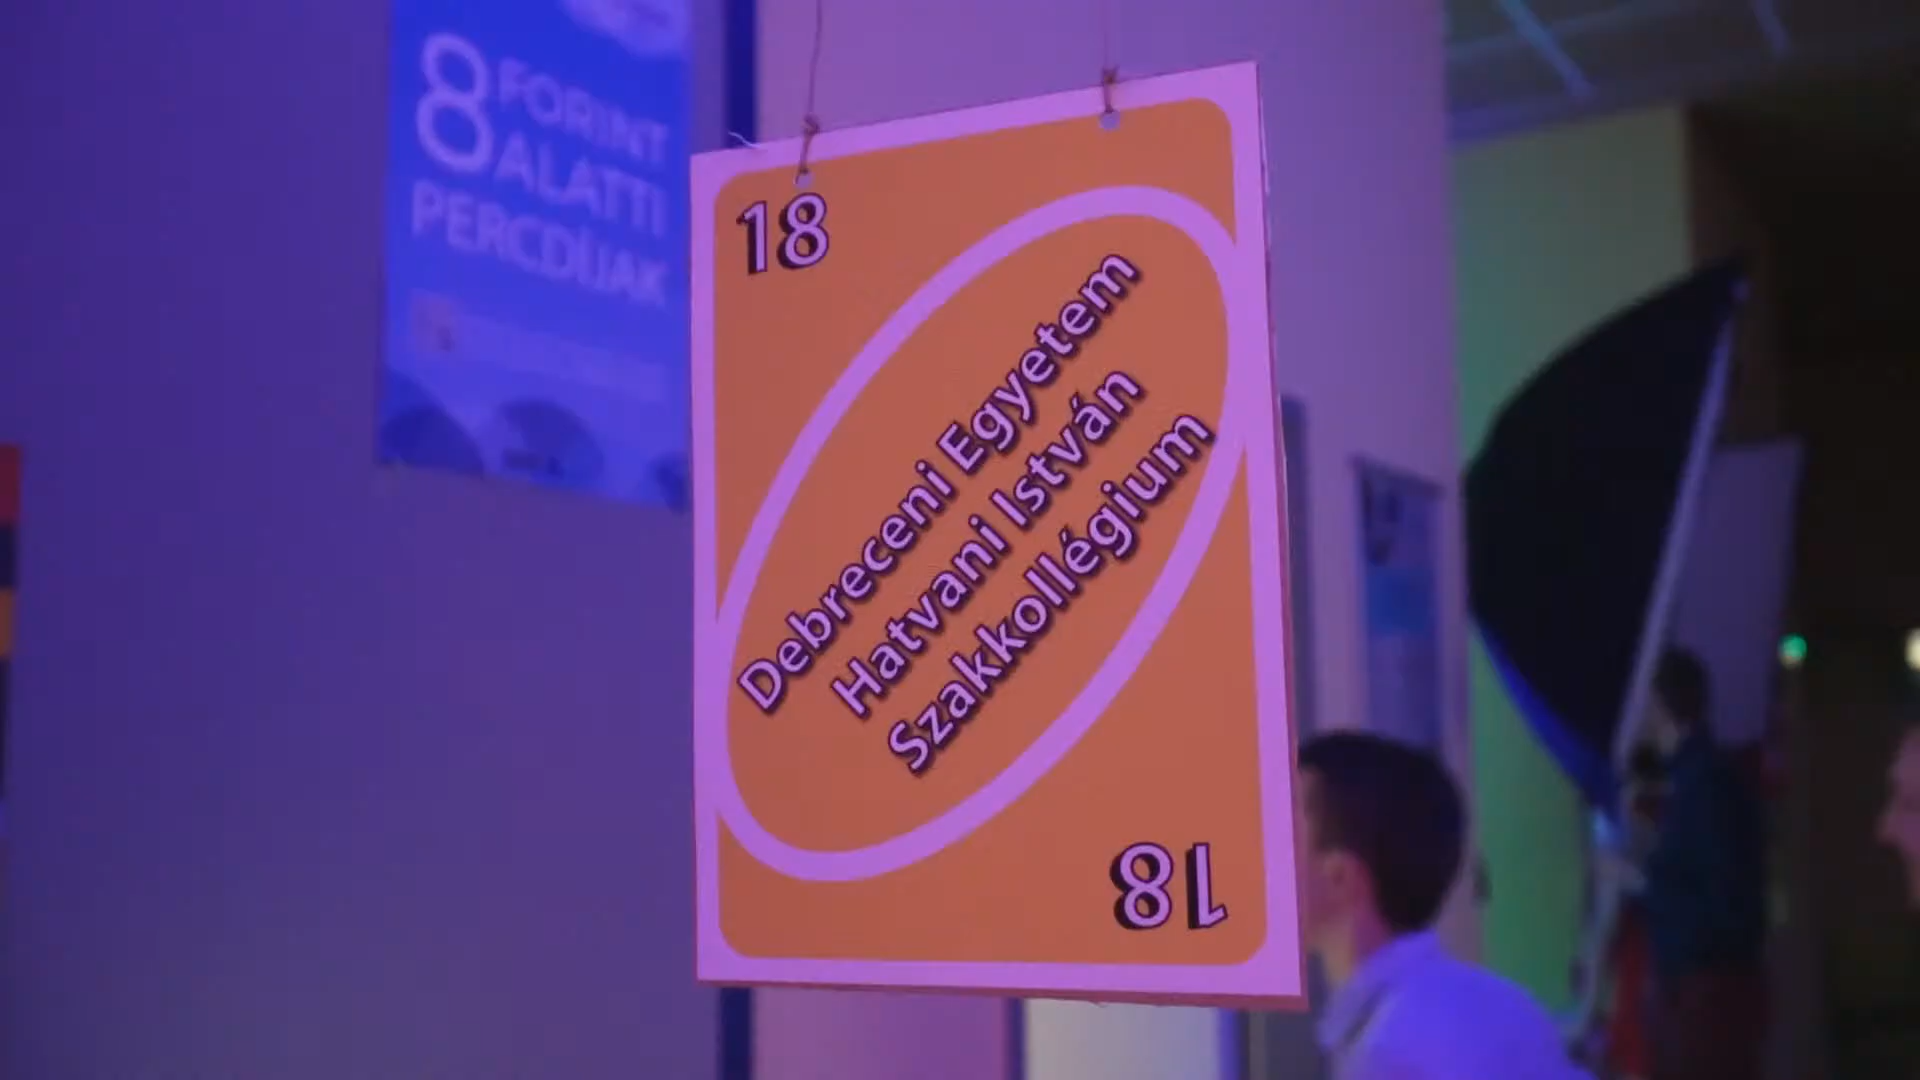 8 FORINT
ALATTI
PERCDÍJAK
18
Debreceni Egyetem
Hatvani István
Szakkollégium
18